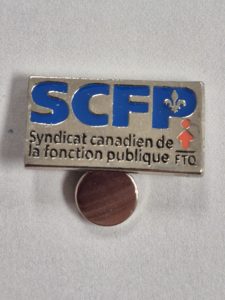 SCFP
Syndicat canadien de
la fonction publique FTQ